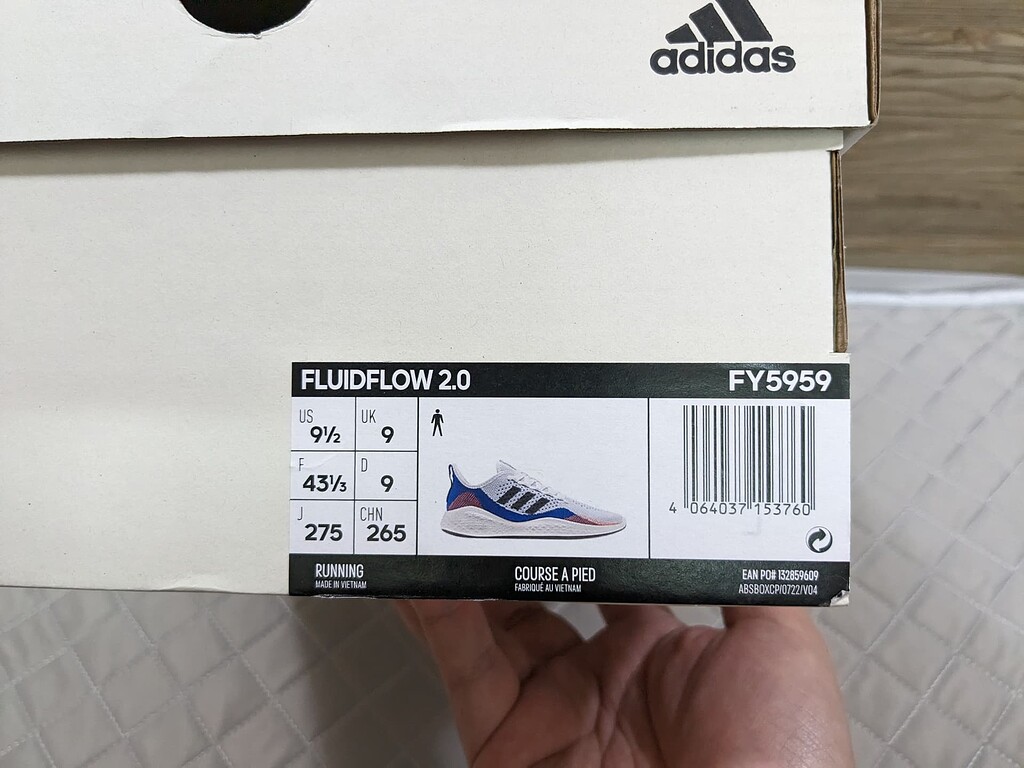 adidas
FLUIDFLOW 2.0 FY5959
US UK
9½ 9
F D
43⅓ 9
J CHN
275 265
4 064037 153760
RUNNING
MADE IN VIETNAM
COURSE A PIED
FABRIQUÉ AU VIETNAM
EAN PO# 132859609
ABSBOXCP/0722/V04